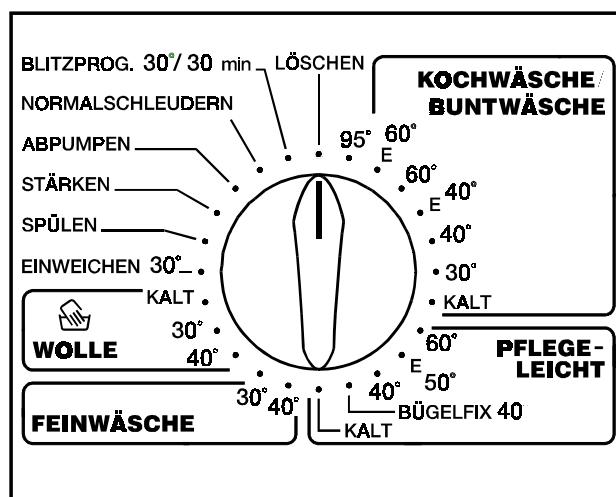 BLITZPROG. 30°/ 30 min
LÖSCHEN
KOCHWÄSCHE/
BUNTWÄSCHE
NORMALSCHLEUDERN
95°
60°
E
ABPUMPEN
60°
STÄRKEN
E
40°
SPÜLEN
40°
EINWEICHEN 30°
30°
KALT
KALT
30°
WOLLE
40°
60°
PFLEGE-
LEICHT
E
50°
30°
40°
40°
BÜGELFIX 40
FEINWÄSCHE
KALT